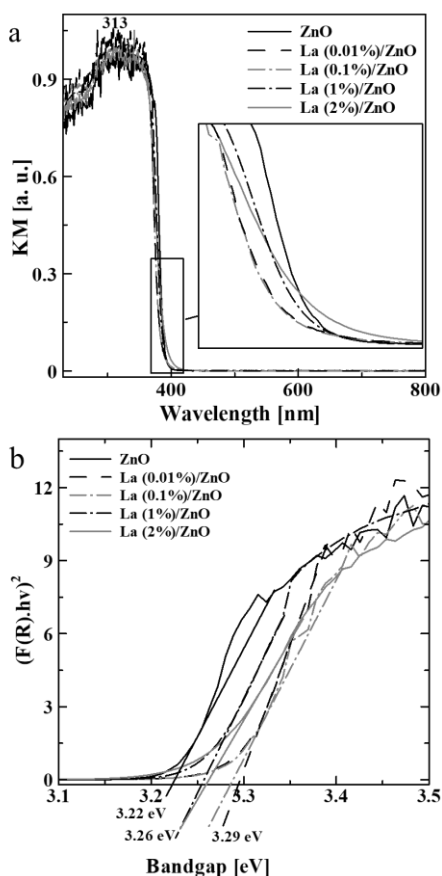 a
313
ZnO
La (0.01%)/ZnO
La (0.1%)/ZnO
La (1%)/ZnO
La (2%)/ZnO
0.9
0.6
0.3
0
KM [a. u.]
400
600
800
Wavelength [nm]
b
ZnO
La (0.01%)/ZnO
La (0.1%)/ZnO
La (1%)/ZnO
La (2%)/ZnO
12
9
6
3
0
(F(R).hν)²
3.1
3.2
3.3
3.4
3.5
3.22 eV
3.26 eV
3.29 eV
Bandgap [eV]